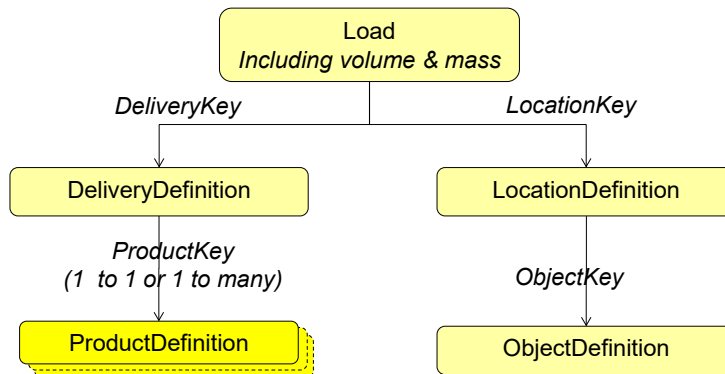 Load
Including volume & mass
DeliveryKey
LocationKey
DeliveryDefinition
LocationDefinition
ProductKey
(1 to 1 or 1 to many)
ObjectKey
ProductDefinition
ObjectDefinition